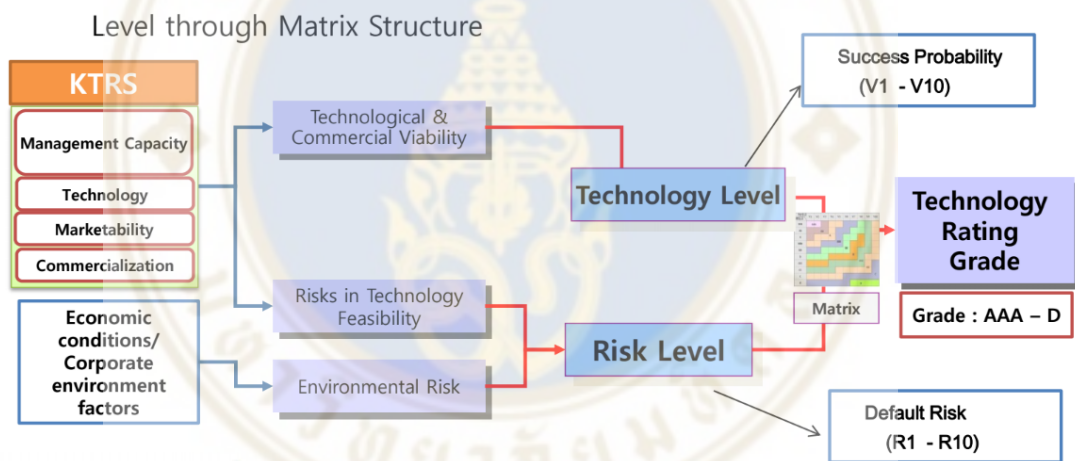 Level through Matrix Structure
KTRS
Management Capacity
Technology
Marketability
Commercialization
Economic
conditions/
Corporate
environment
factors
Technological &
Commercial Viability
Risks in Technology
Feasibility
Environmental Risk
Technology Level
Risk Level
Success Probability
(V1 - V10)
Matrix
Technology
Rating
Grade
Grade : AAA – D
Default Risk
(R1 - R10)